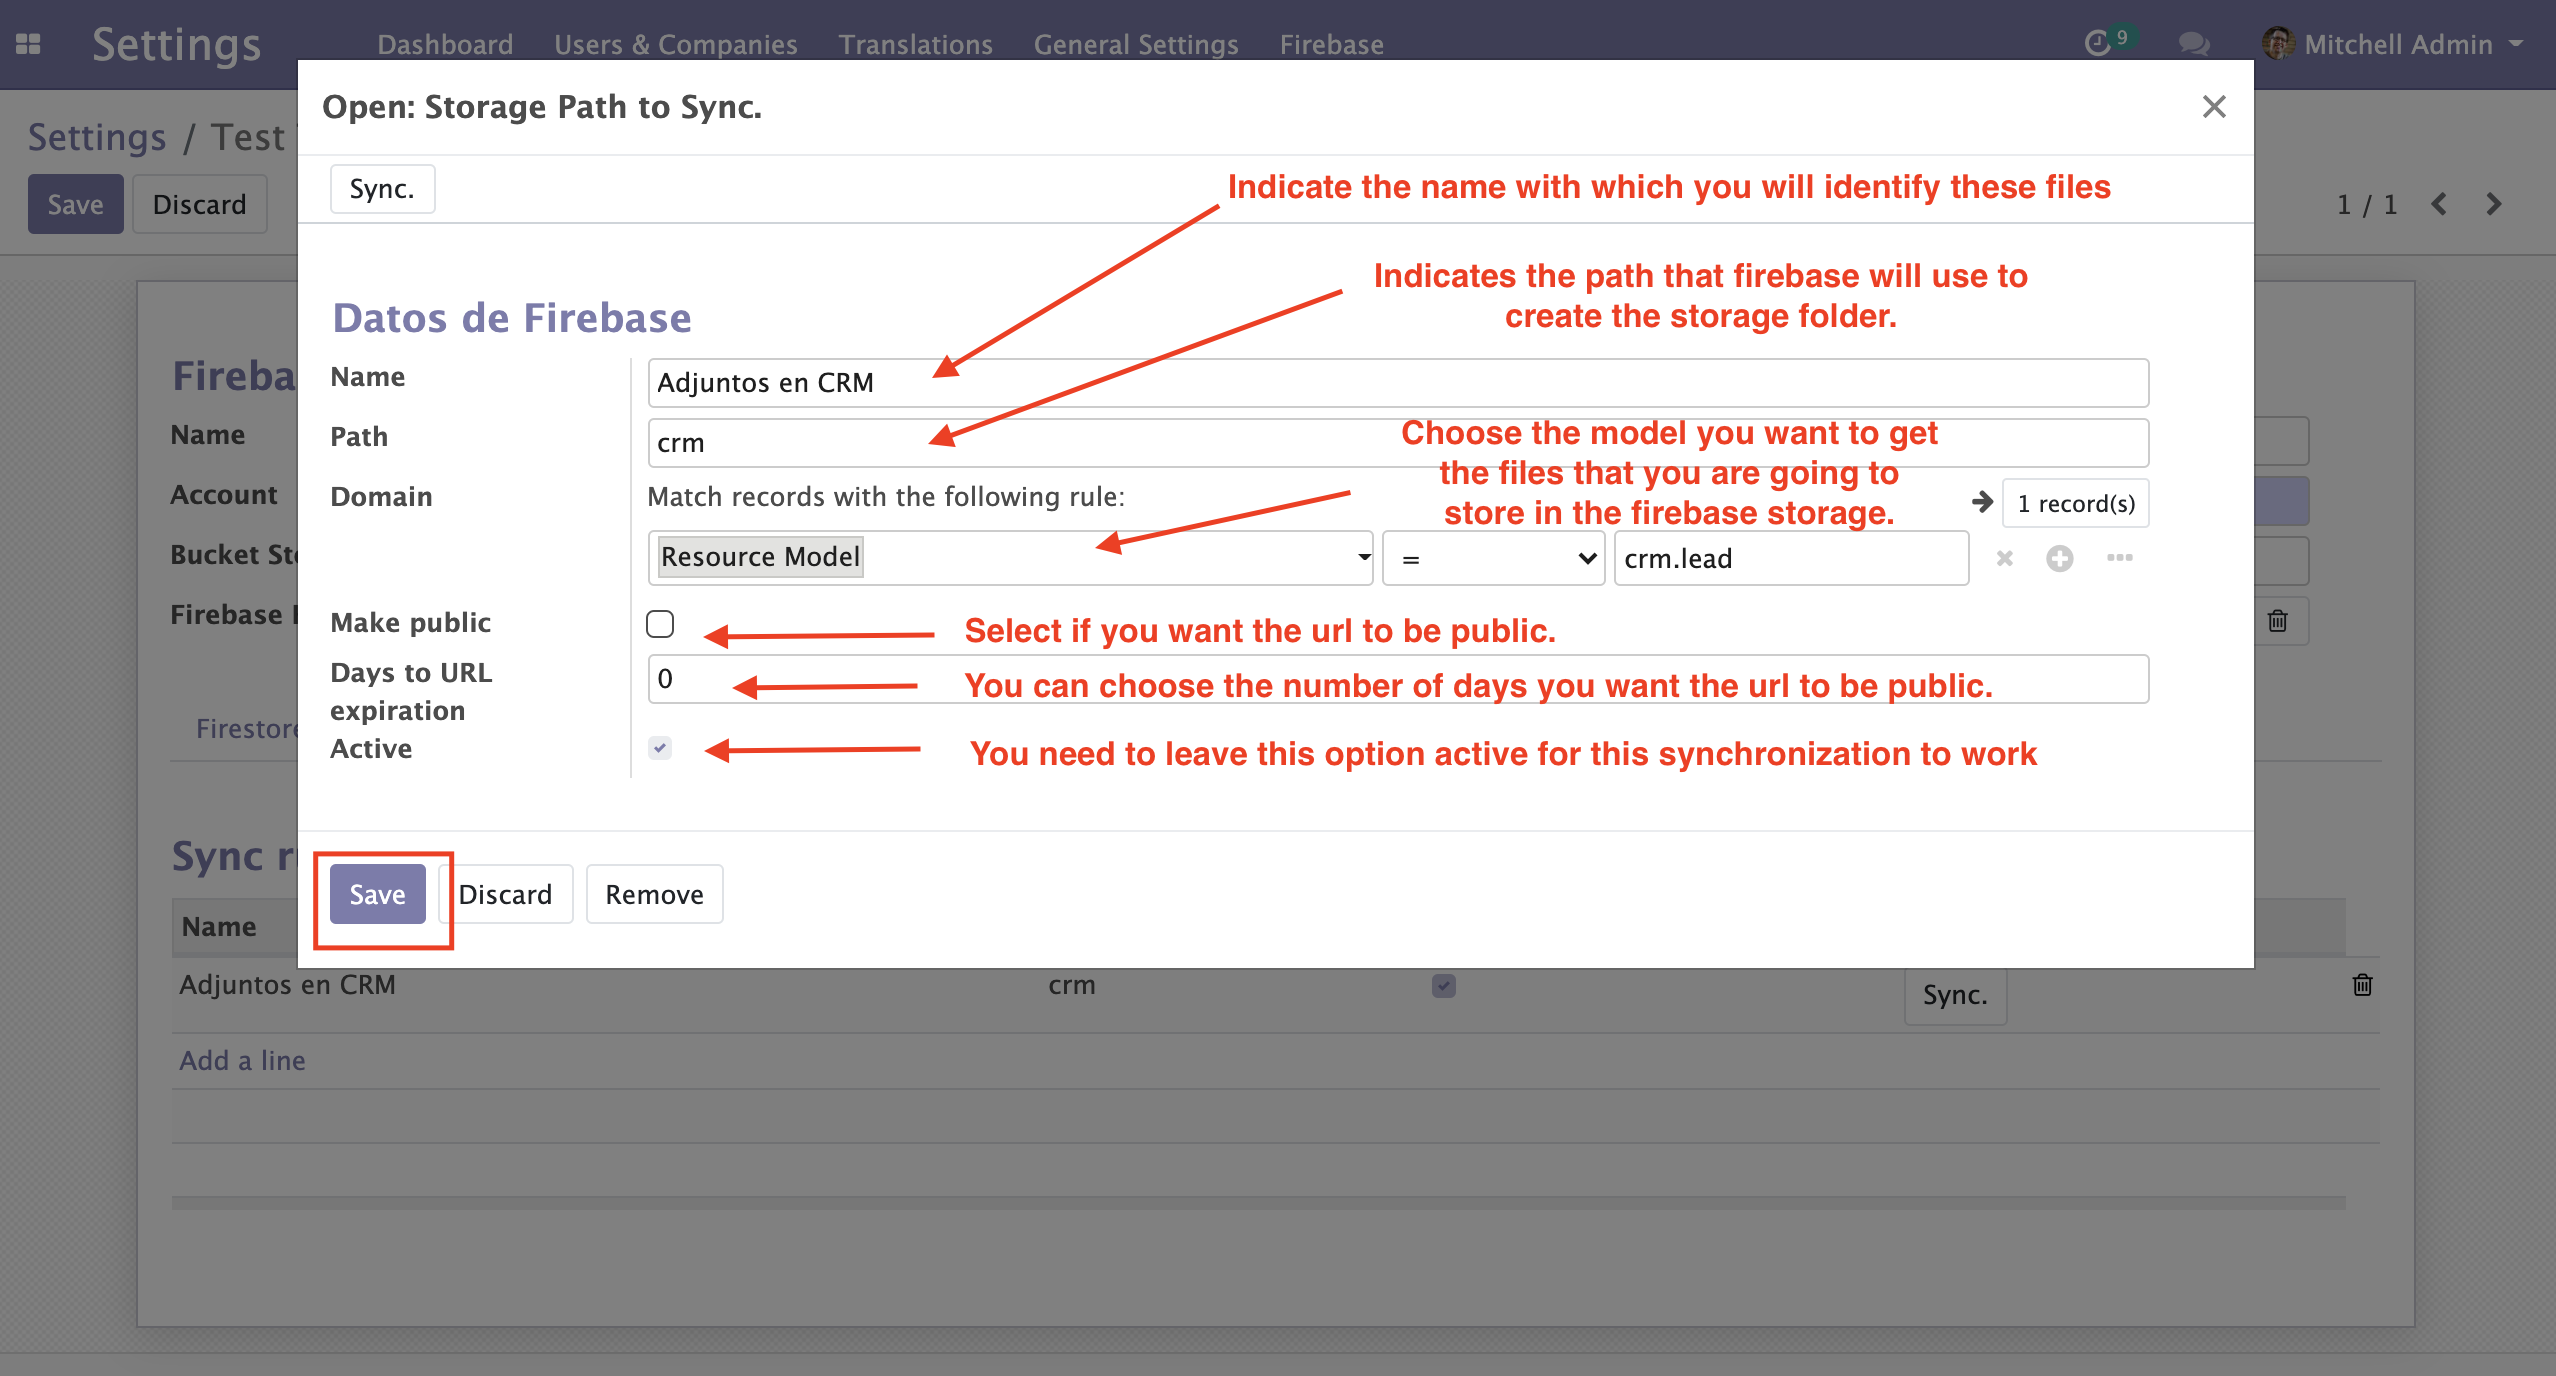 Settings Dashboard Users & Companies Translations General Settings Firebase 9 Mitchell Admin
Open: Storage Path to Sync.
Settings / Test
Save Discard
1 / 1
Sync.
Indicate the name with which you will identify these files
Indicates the path that firebase will use to
create the storage folder.
Datos de Firebase
Fireba
Name
Account
Bucket Sto
Firebase
Name Adjuntos en CRM
Path crm
Choose the model you want to get
the files that you are going to
store in the firebase storage.
Domain Match records with the following rule: 1 record(s)
Resource Model = crm.lead
Make public Select if you want the url to be public.
Days to URL
expiration
0 You can choose the number of days you want the url to be public.
Active You need to leave this option active for this synchronization to work
Firestore
Save Discard Remove
Sync r
Name
Adjuntos en CRM crm Sync.
Add a line